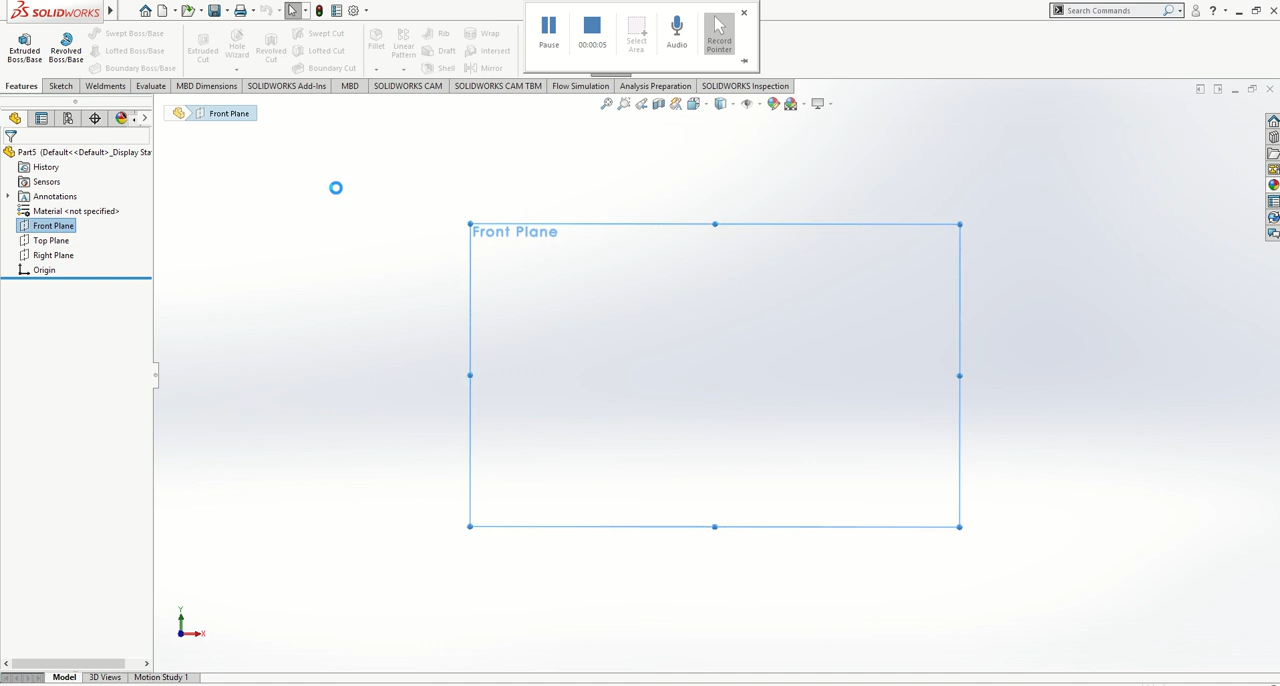 SOLIDWORKS
Search Commands
?
Pause
00:00:05
Select
Area
Audio
Record
Pointer
Extruded
Boss/Base
Revolved
Boss/Base
Swept Boss/Base
Lofted Boss/Base
Boundary Boss/Base
Extruded
Cut
Hole
Wizard
Revolved
Cut
Swept Cut
Lofted Cut
Boundary Cut
Fillet
Linear
Pattern
Rib
Draft
Shell
Wrap
Intersect
Mirror
Features
Sketch
Weldments
Evaluate
MBD Dimensions
SOLIDWORKS Add-Ins
MBD
SOLIDWORKS CAM
SOLIDWORKS CAM TBM
Flow Simulation
Analysis Preparation
SOLIDWORKS Inspection
Front Plane
Part5 (Default<<Default>_Display Sta
History
Sensors
Annotations
Material <not specified>
Front Plane
Top Plane
Right Plane
Origin
Front Plane
Y
X
Model
3D Views
Motion Study 1